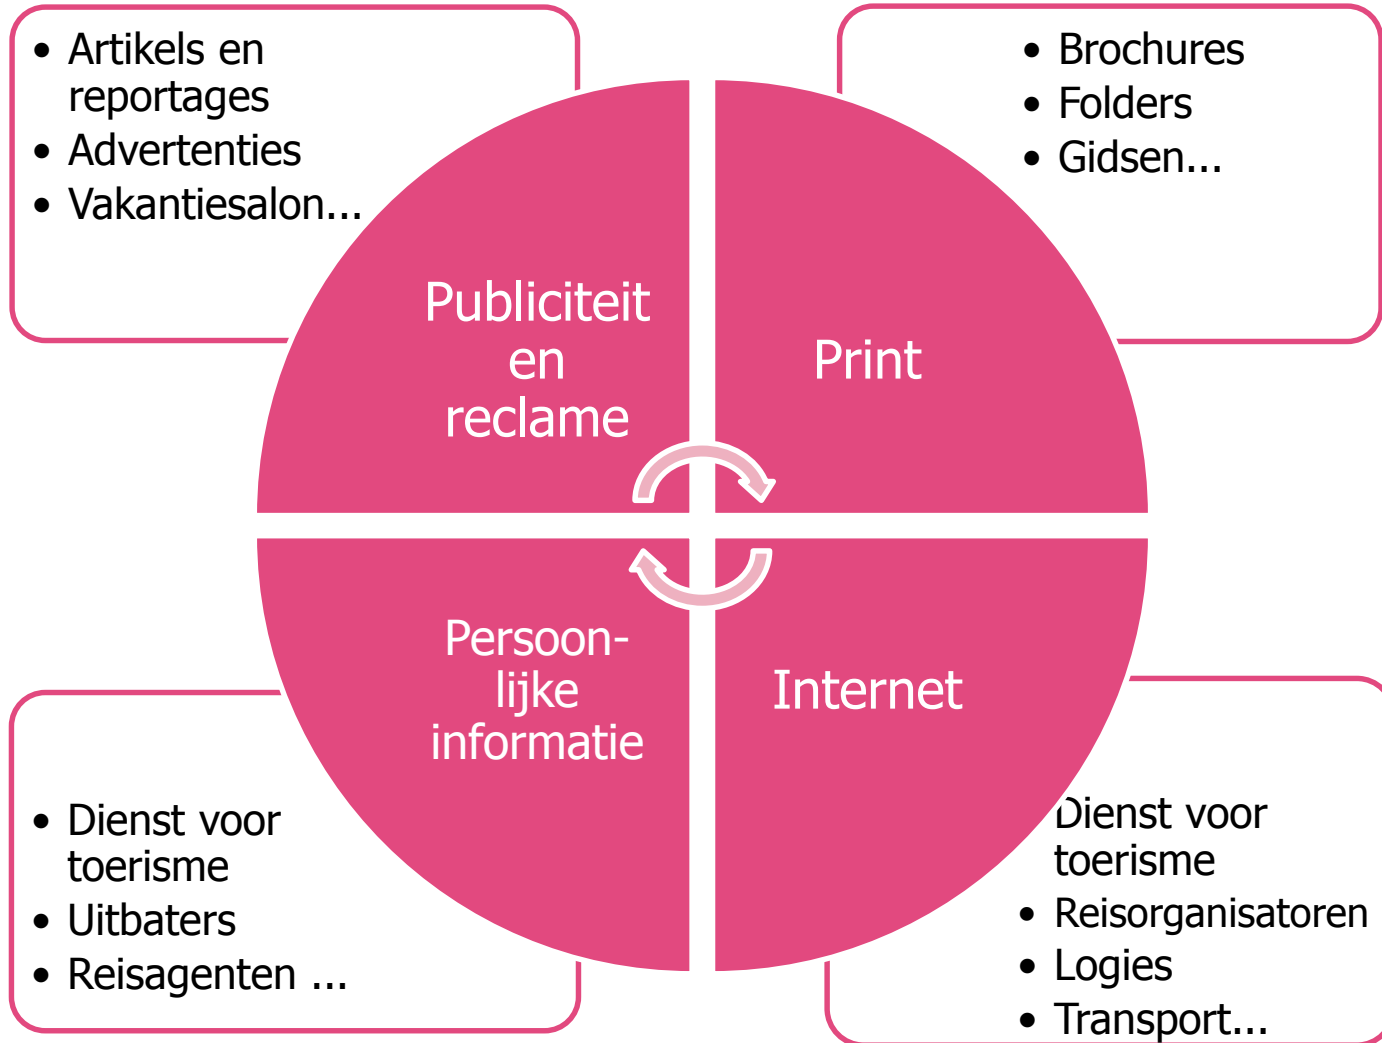 • Artikels en
reportages
• Advertenties
• Vakantiesalon...
• Brochures
• Folders
• Gidsen...
Publiciteit
en
reclame
Print
Persoon-
lijke
informatie
Internet
• Dienst voor
toerisme
• Uitbaters
• Reisagenten ...
Dienst voor
toerisme
• Reisorganisatoren
• Logies
• Transport...